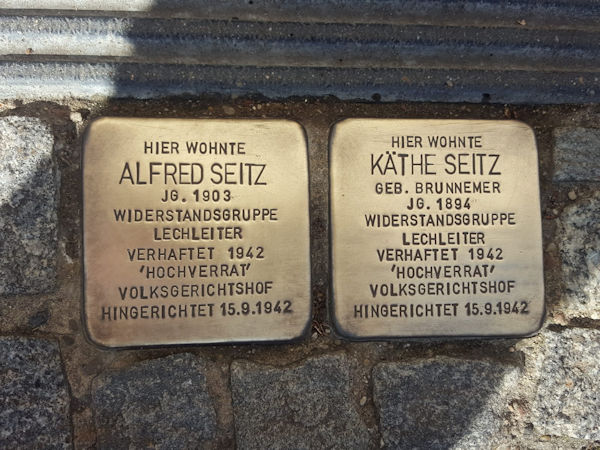 HIER WOHNTE
ALFRED SEITZ
JG. 1903
WIDERSTANDSGRUPPE
LECHLEITER
VERHAFTET 1942
'HOCHVERRAT'
VOLKSGERICHTSHOF
HINGERICHTET 15.9.1942
HIER WOHNTE
KÄTHE SEITZ
GEB. BRUNNEMER
JG. 1894
WIDERSTANDSGRUPPE
LECHLEITER
VERHAFTET 1942
'HOCHVERRAT'
VOLKSGERICHTSHOF
HINGERICHTET 15.9.1942